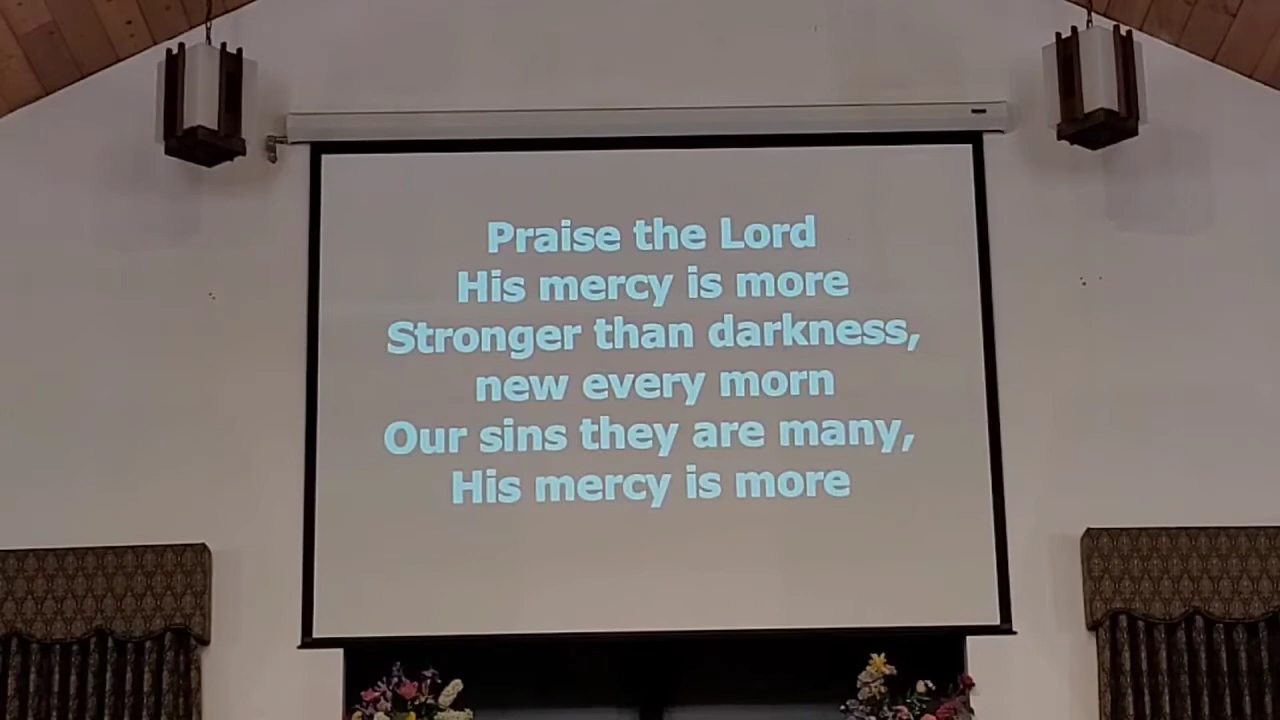 Praise the Lord
His mercy is more
Stronger than darkness,
new every morn
Our sins they are many,
His mercy is more